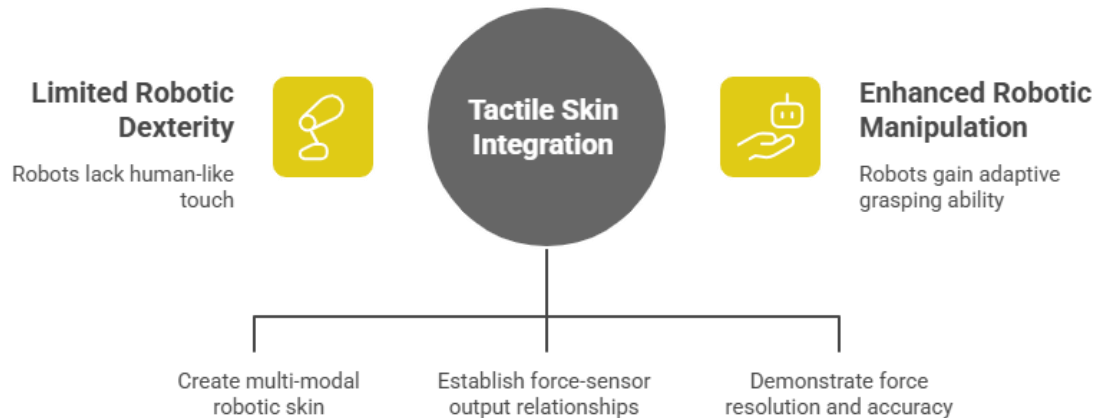 Limited Robotic
Dexterity
Robots lack human-like
touch
Tactile Skin
Integration
Enhanced Robotic
Manipulation
Robots gain adaptive
grasping ability
Create multi-modal
robotic skin
Establish force-sensor
output relationships
Demonstrate force
resolution and accuracy